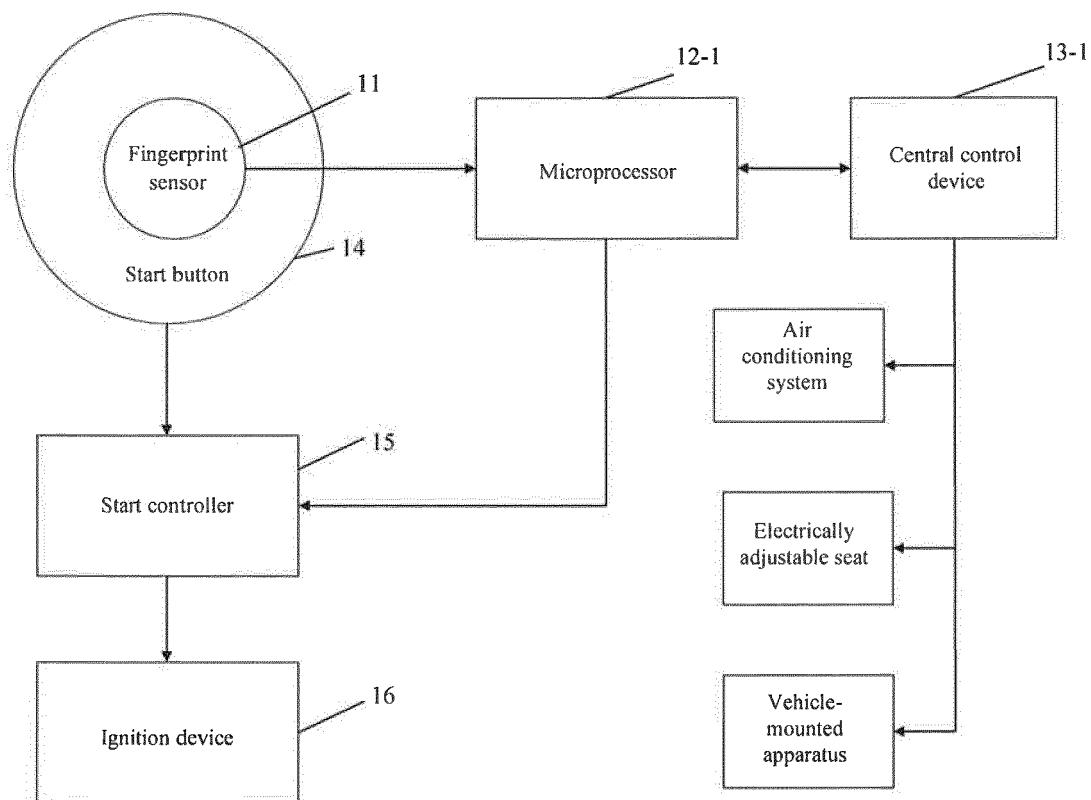 11
12-1
13-1
Fingerprint
sensor
Microprocessor
Central control
device
14
Start button
Air
conditioning
system
15
Start controller
Electrically
adjustable seat
16
Ignition device
Vehicle-
mounted
apparatus